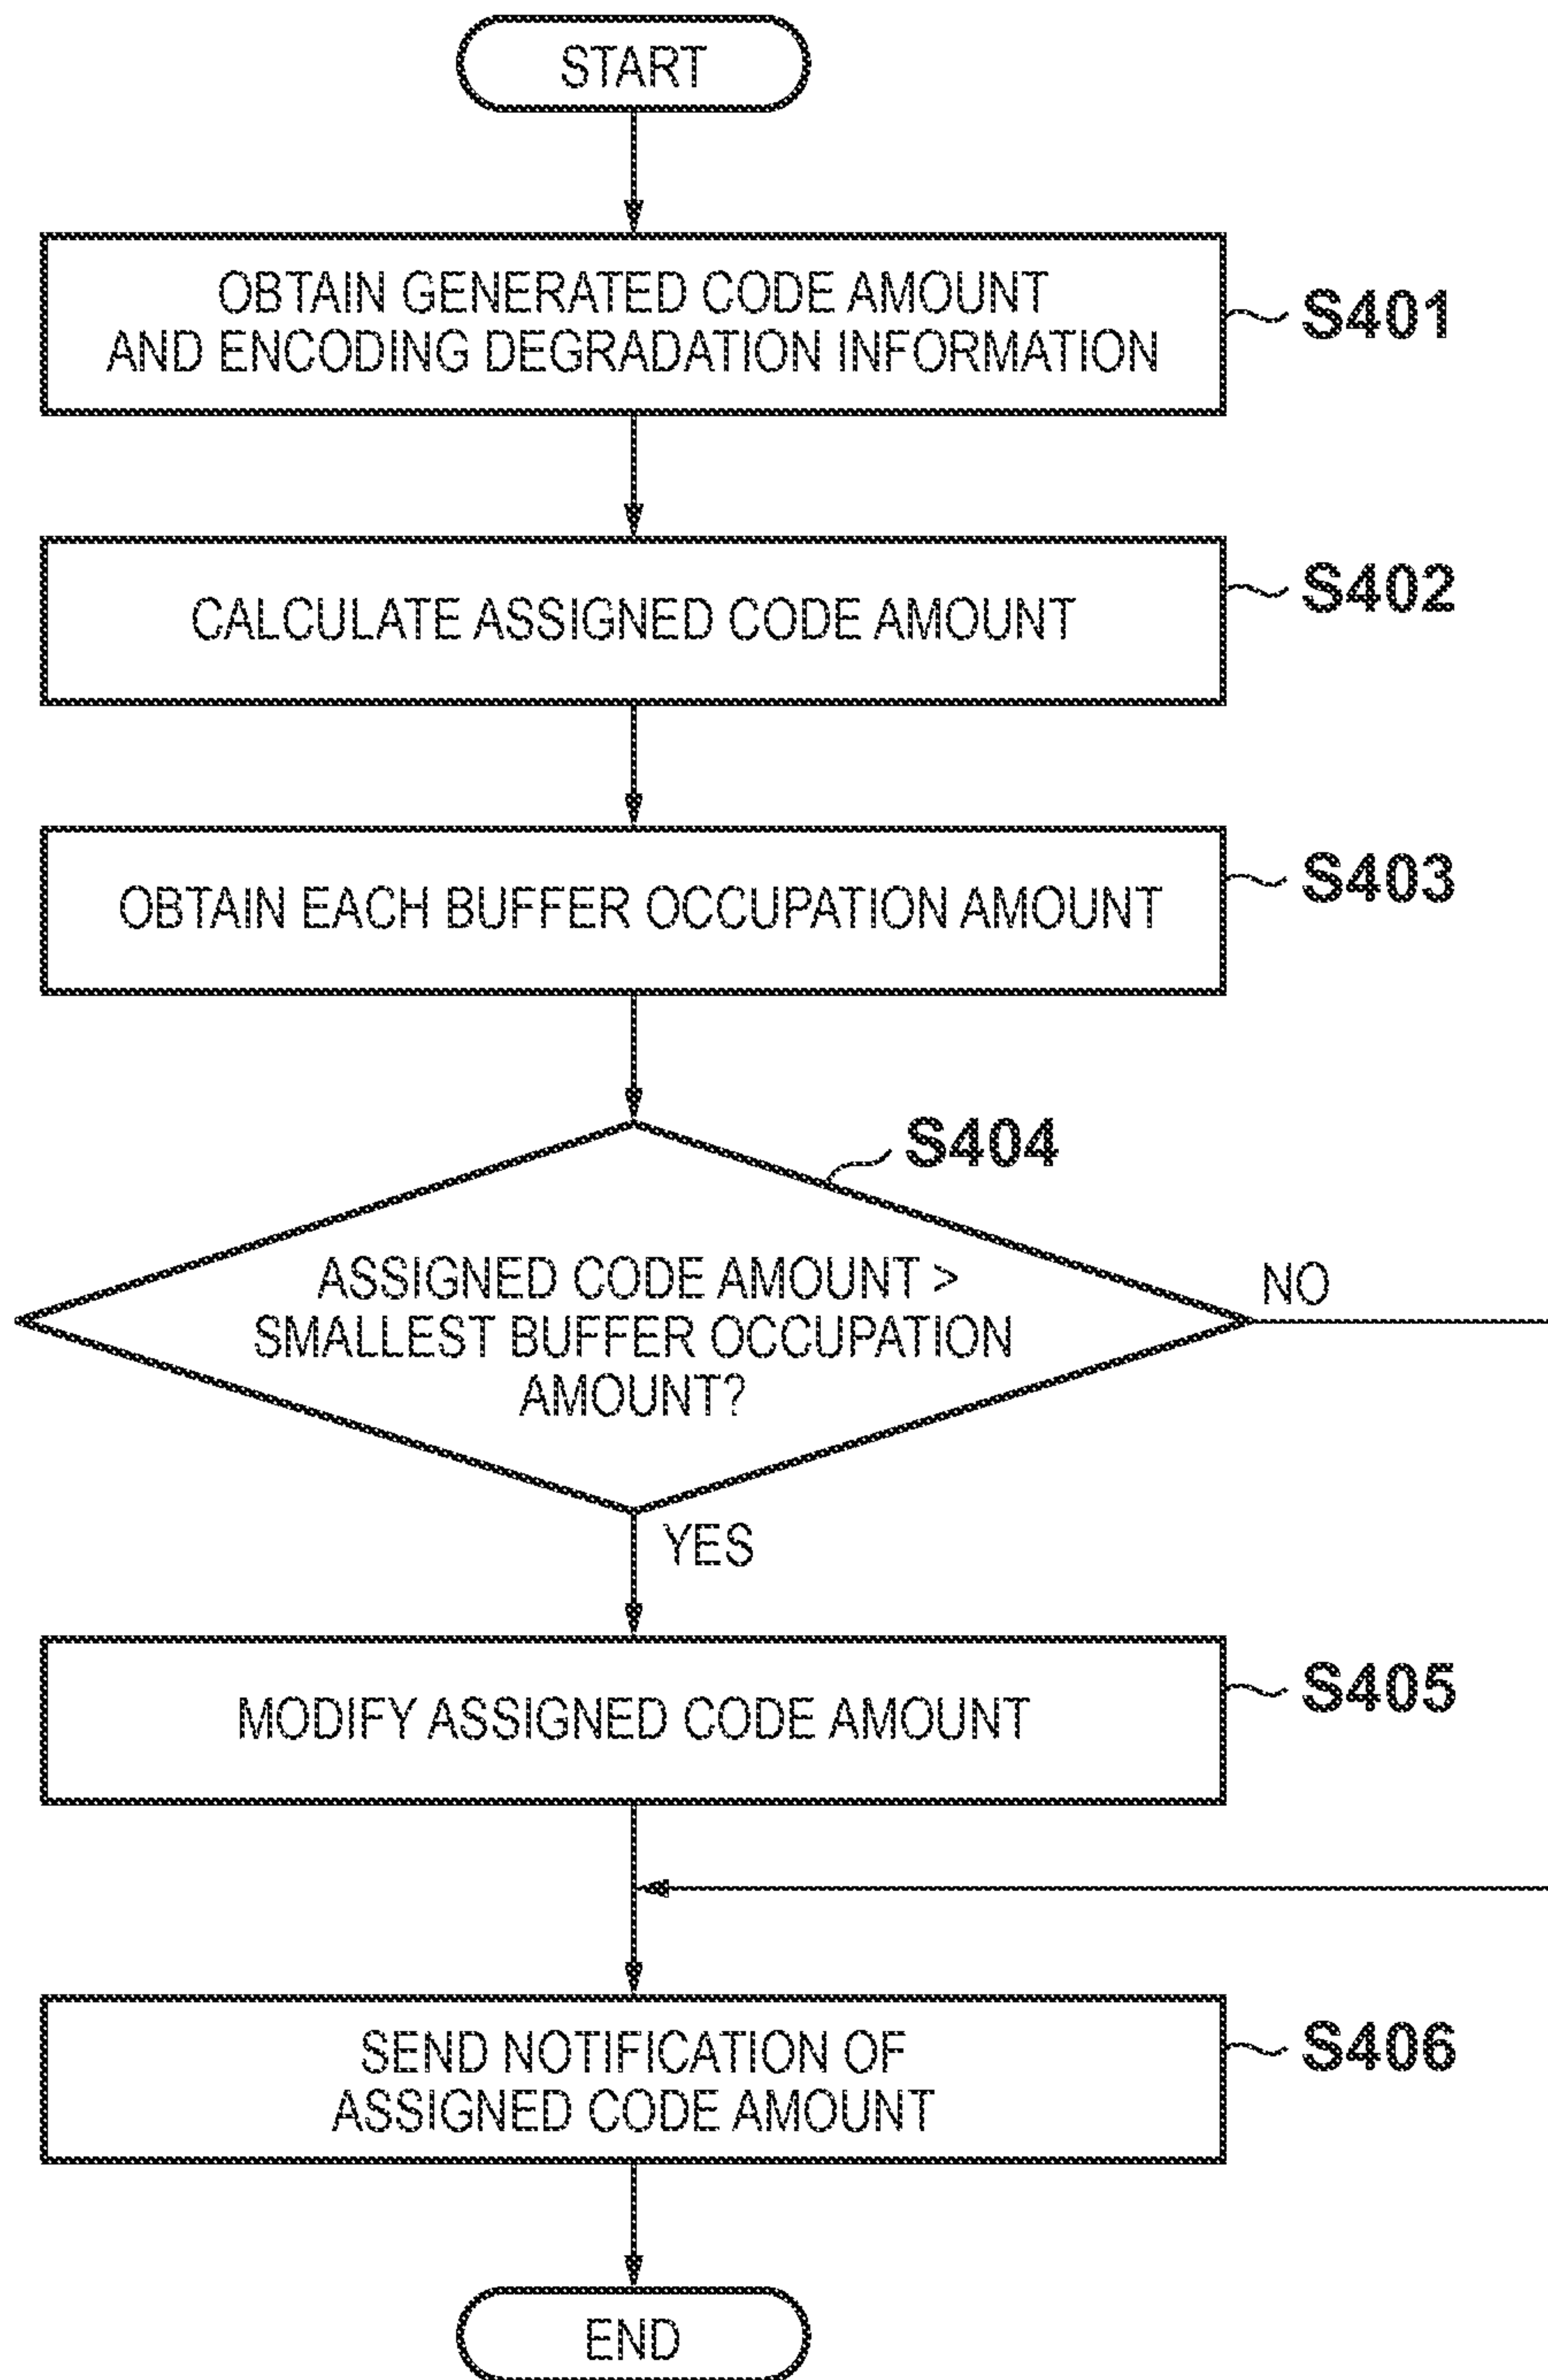 START
OBTAIN GENERATED CODE AMOUNT
AND ENCODING DEGRADATION INFORMATION
S401
CALCULATE ASSIGNED CODE AMOUNT
S402
OBTAIN EACH BUFFER OCCUPATION AMOUNT
S403
S404
ASSIGNED CODE AMOUNT >
SMALLEST BUFFER OCCUPATION
AMOUNT?
NO
YES
MODIFY ASSIGNED CODE AMOUNT
S405
SEND NOTIFICATION OF
ASSIGNED CODE AMOUNT
S406
END